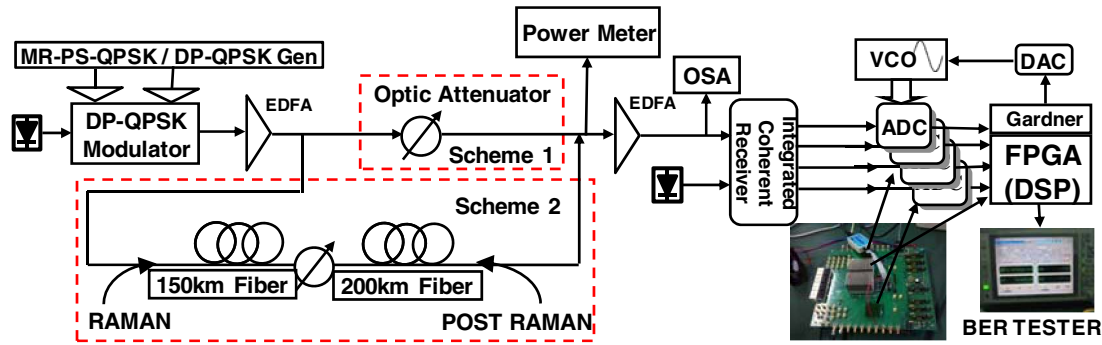 MR-PS-QPSK / DP-QPSK Gen
DP-QPSK
Modulator
EDFA
Optic Attenuator
Scheme 1
Power Meter
EDFA
OSA
Integrated
Coherent
Receiver
VCO
DAC
ADC
Gardner
FPGA
(DSP)
Scheme 2
150km Fiber
200km Fiber
RAMAN
POST RAMAN
BER TESTER